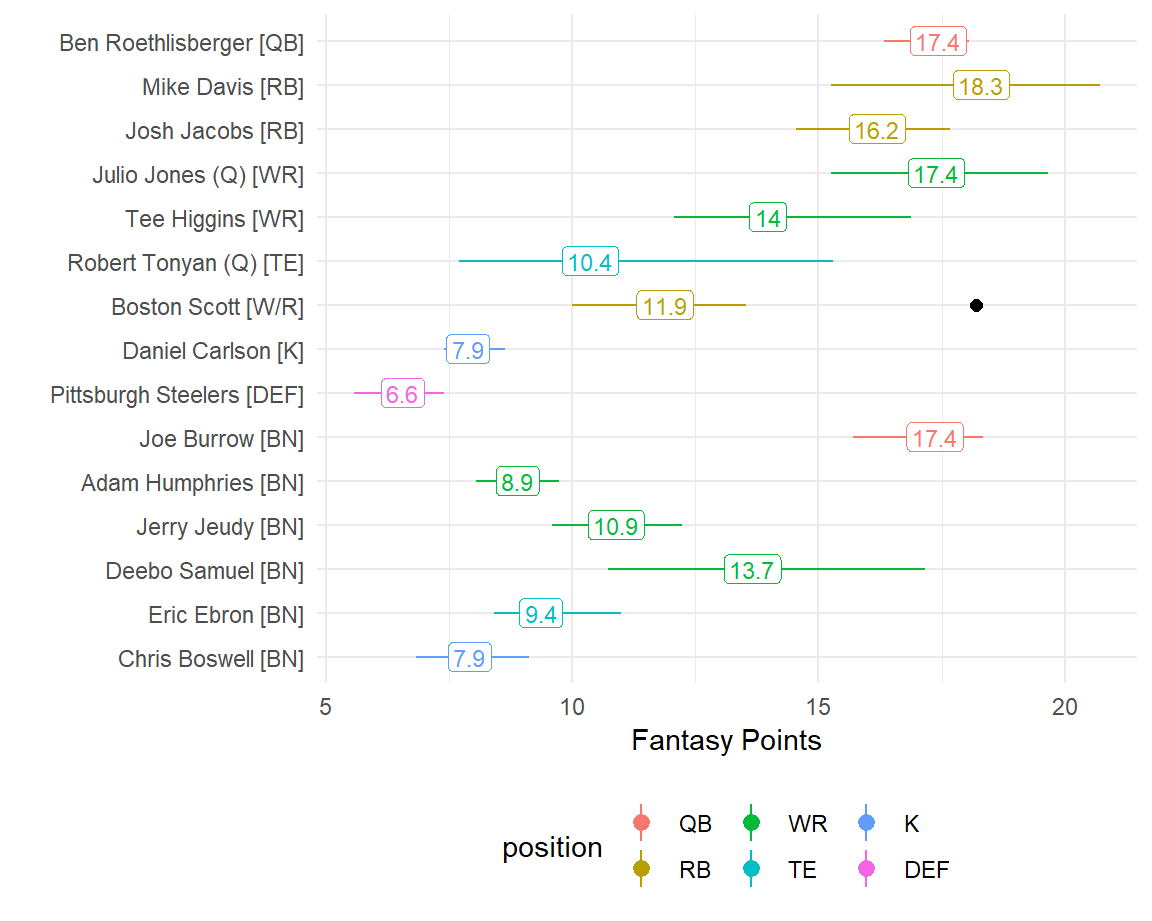 Ben Roethlisberger [QB] 17.4
Mike Davis [RB] 18.3
Josh Jacobs [RB] 16.2
Julio Jones (Q) [WR] 17.4
Tee Higgins [WR] 14
Robert Tonyan (Q) [TE] 10.4
Boston Scott [W/R] 11.9
Daniel Carlson [K] 7.9
Pittsburgh Steelers [DEF] 6.6
Joe Burrow [BN] 17.4
Adam Humphries [BN] 8.9
Jerry Jeudy [BN] 10.9
Deebo Samuel [BN] 13.7
Eric Ebron [BN] 9.4
Chris Boswell [BN] 7.9
5 10 15 20
Fantasy Points
position
QB WR K
RB TE DEF